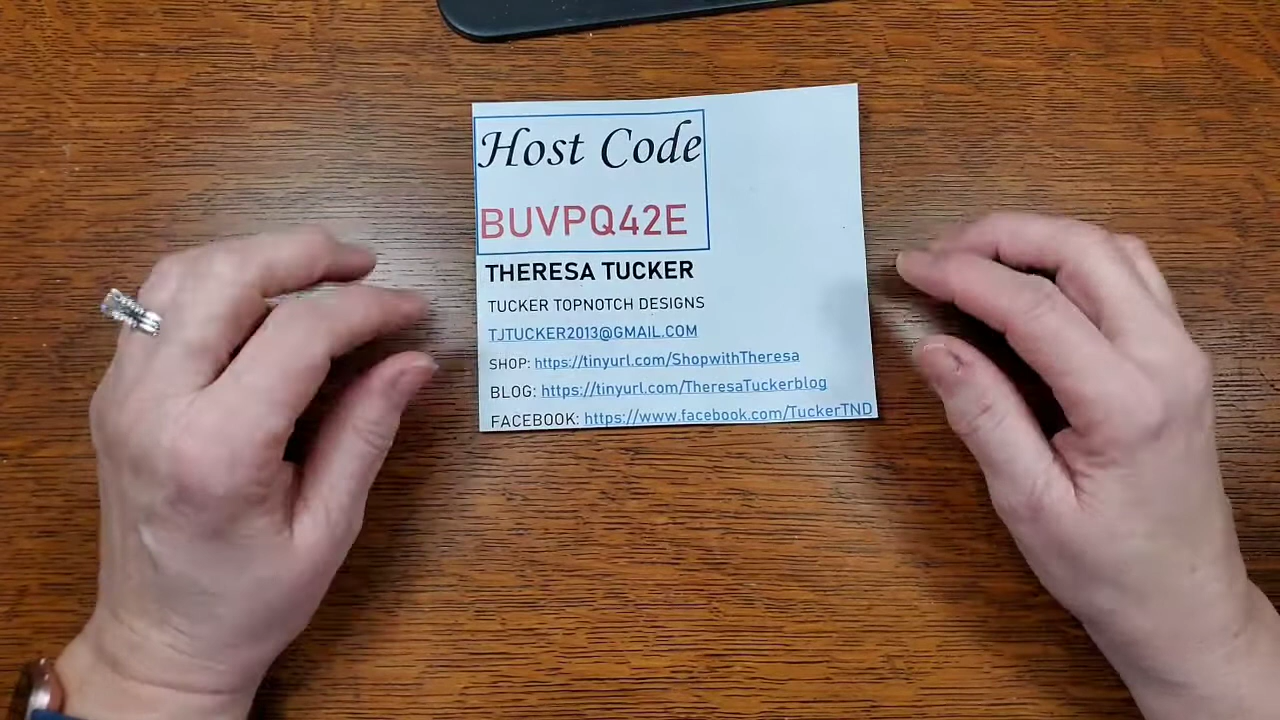 Host Code
BUVPQ42E
THERESA TUCKER
TUCKER TOPNOTCH DESIGNS
TJTUCKER2013@GMAIL.COM
SHOP: https://tinyurl.com/ShopwithTheresa
BLOG: https://tinyurl.com/TheresaTuckerblog
FACEBOOK: https://www.facebook.com/TuckerTND